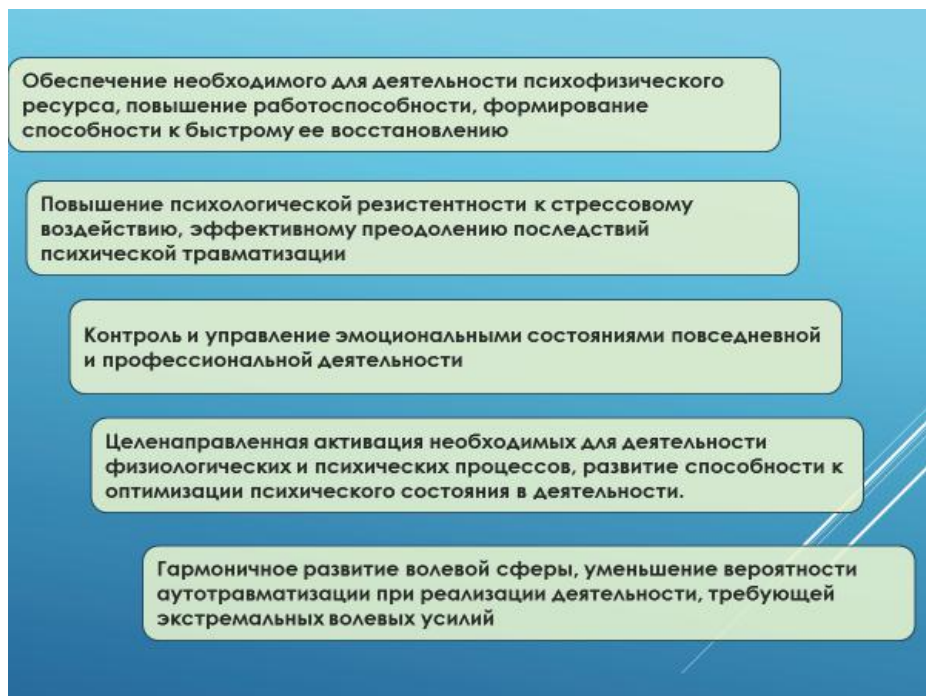 Обеспечение необходимого для деятельности психофизического
ресурса, повышение работоспособности, формирование
способности к быстрому ее восстановлению
Повышение психологической резистентности к стрессовому
воздействию, эффективному преодолению последствий
психической травматизации
Контроль и управление эмоциональными состояниями повседневной
и профессиональной деятельности
Целенаправленная активация необходимых для деятельности
физиологических и психических процессов, развитие способности к
оптимизации психического состояния в деятельности.
Гармоничное развитие волевой сферы, уменьшение вероятности
аутотравматизации при реализации деятельности, требующей
экстремальных волевых усилий